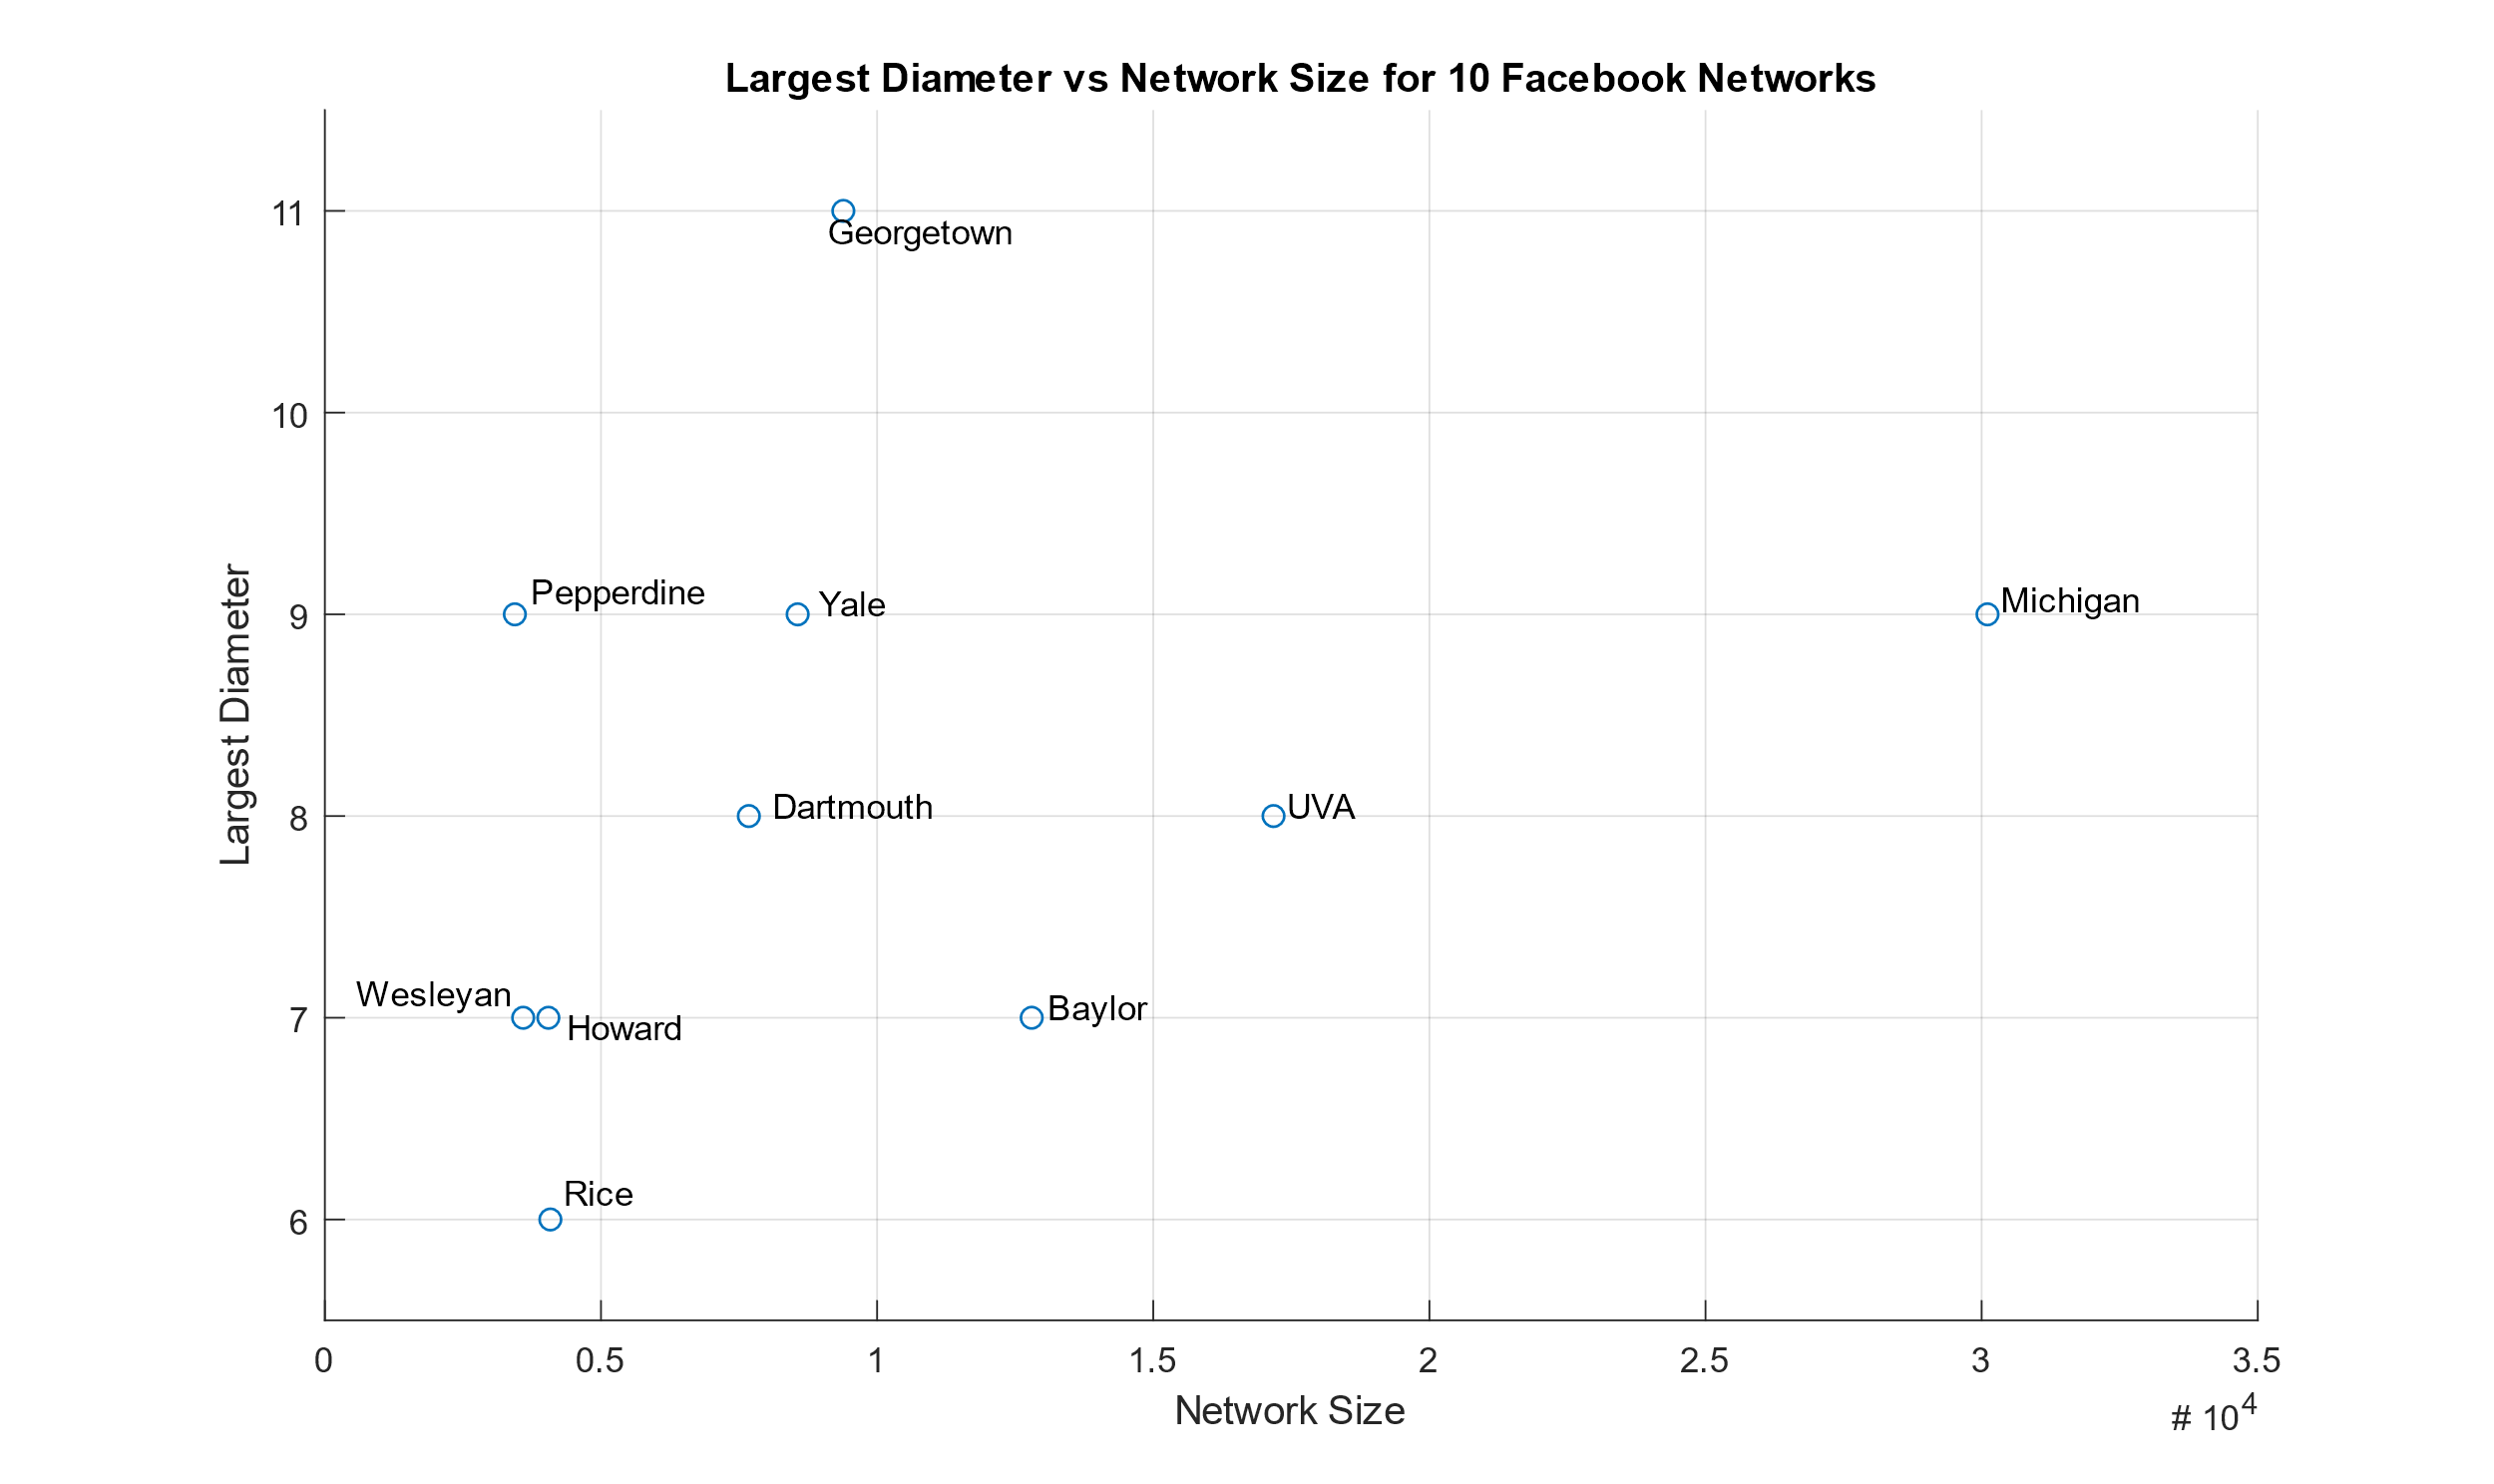 Largest Diameter vs Network Size for 10 Facebook Networks
11
Georgetown
10
Pepperdine
Yale
Michigan
9
Largest Diameter
Dartmouth
UVA
8
Wesleyan
Howard
Baylor
7
Rice
6
0 0.5 1 1.5 2 2.5 3 3.5
Network Size
# 10^4